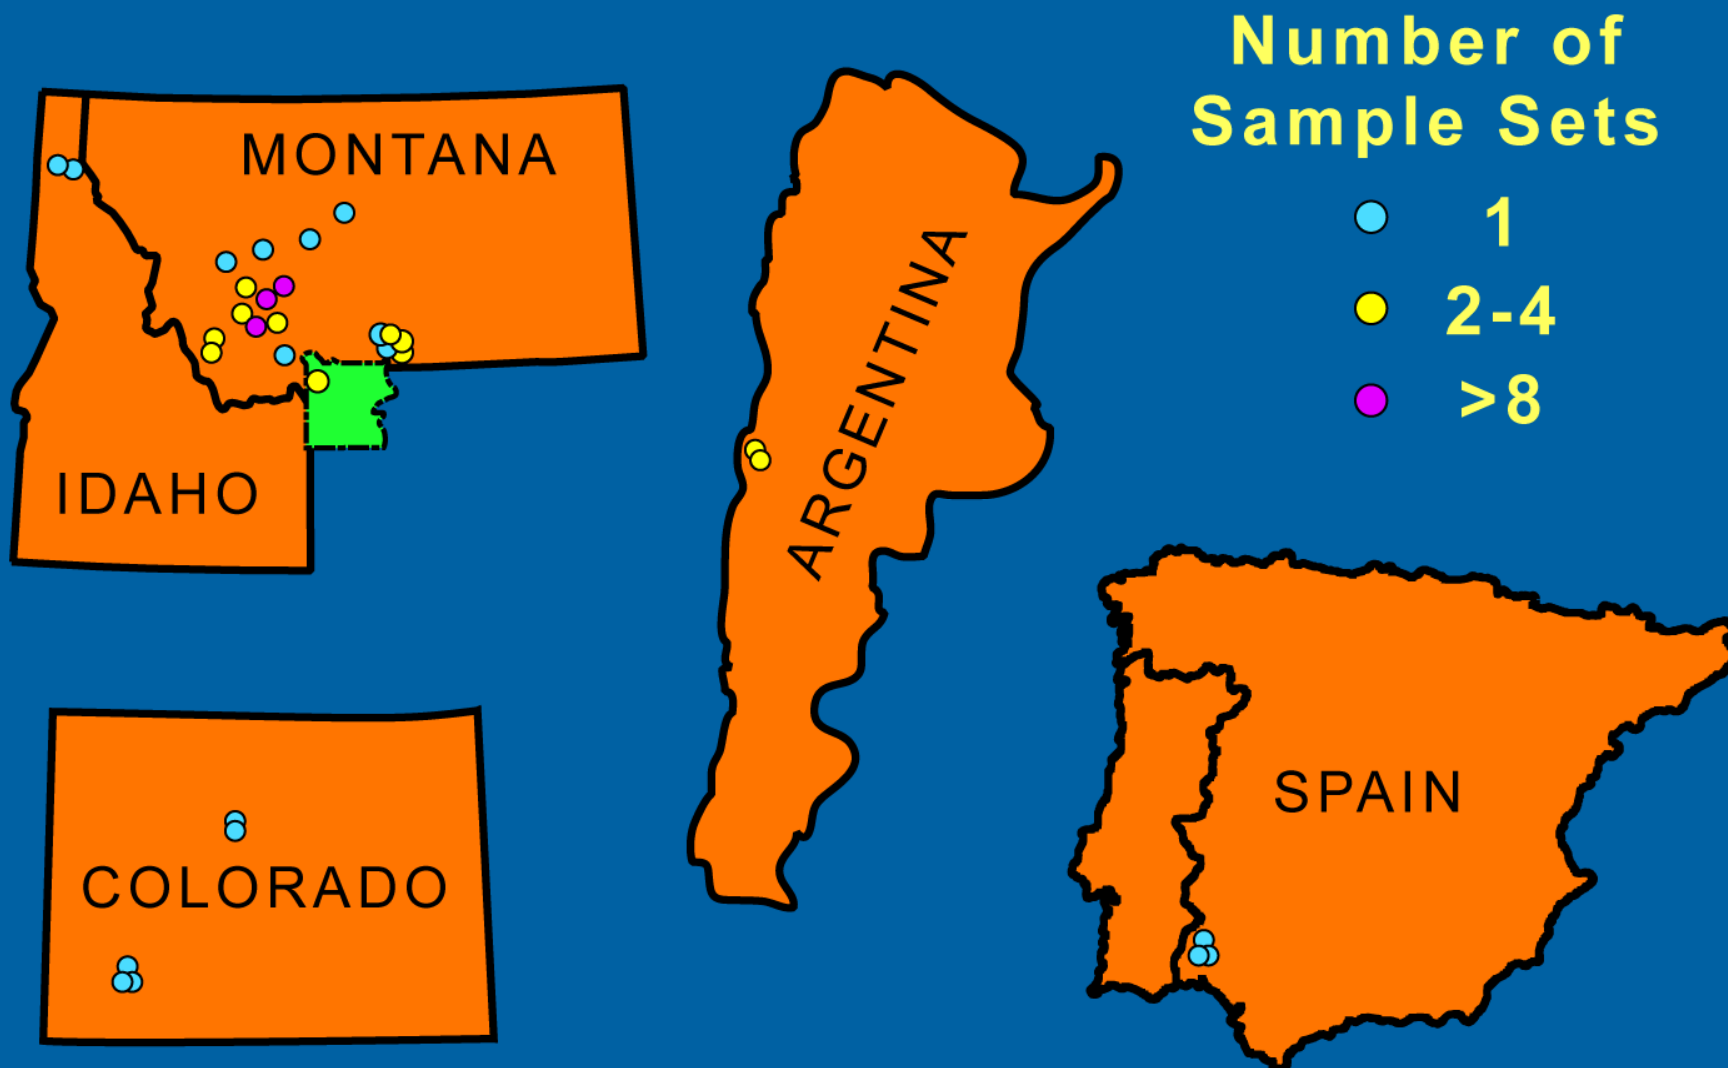 Number of
Sample Sets
1
2-4
>8
MONTANA
IDAHO
COLORADO
ARGENTINA
SPAIN